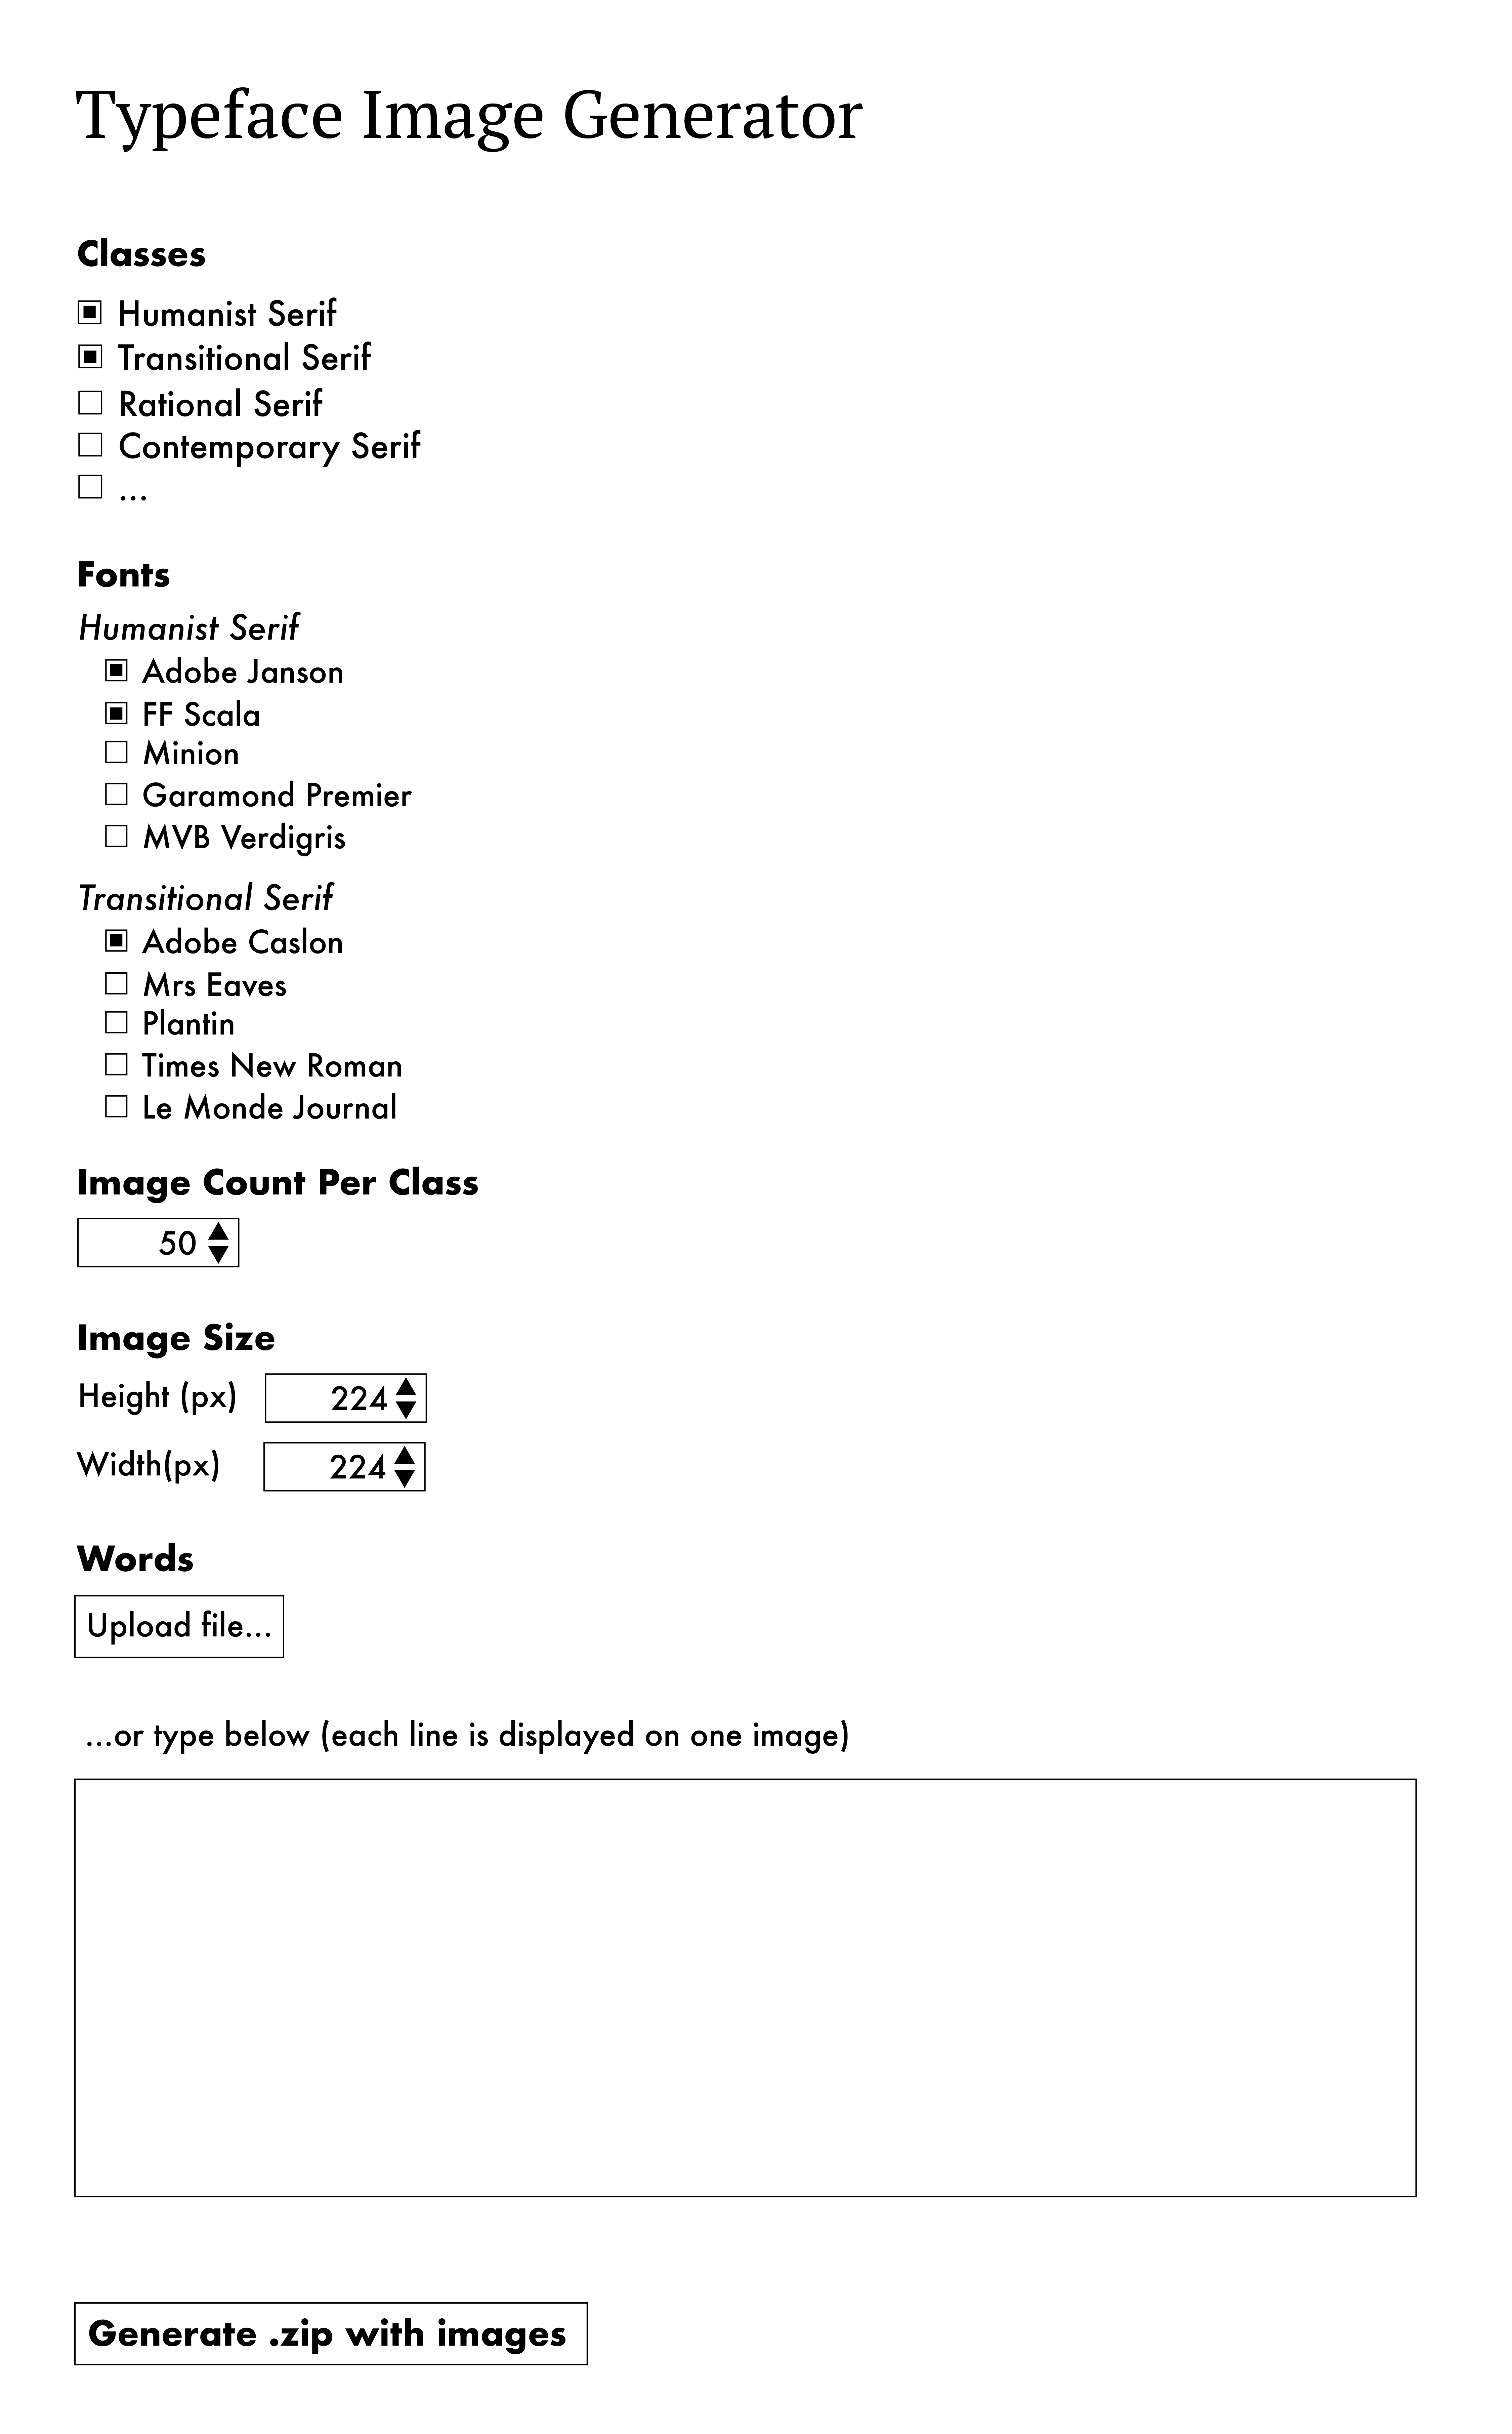 Typeface Image Generator
Classes
Humanist Serif
Transitional Serif
Rational Serif
Contemporary Serif
...
Fonts
Humanist Serif
Adobe Janson
FF Scala
Minion
Garamond Premier
MVB Verdigris
Transitional Serif
Adobe Caslon
Mrs Eaves
Plantin
Times New Roman
Le Monde Journal
Image Count Per Class
50
Image Size
Height (px) 224
Width(px) 224
Words
Upload file...
...or type below (each line is displayed on one image)
Generate .zip with images